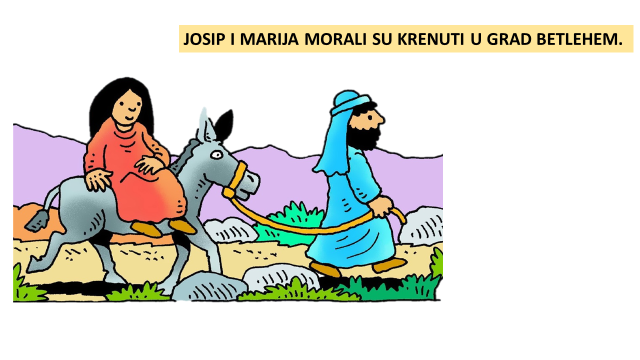 JOSIP I MARIJA MORALI SU KRENUTI U GRAD BETLEHEM.